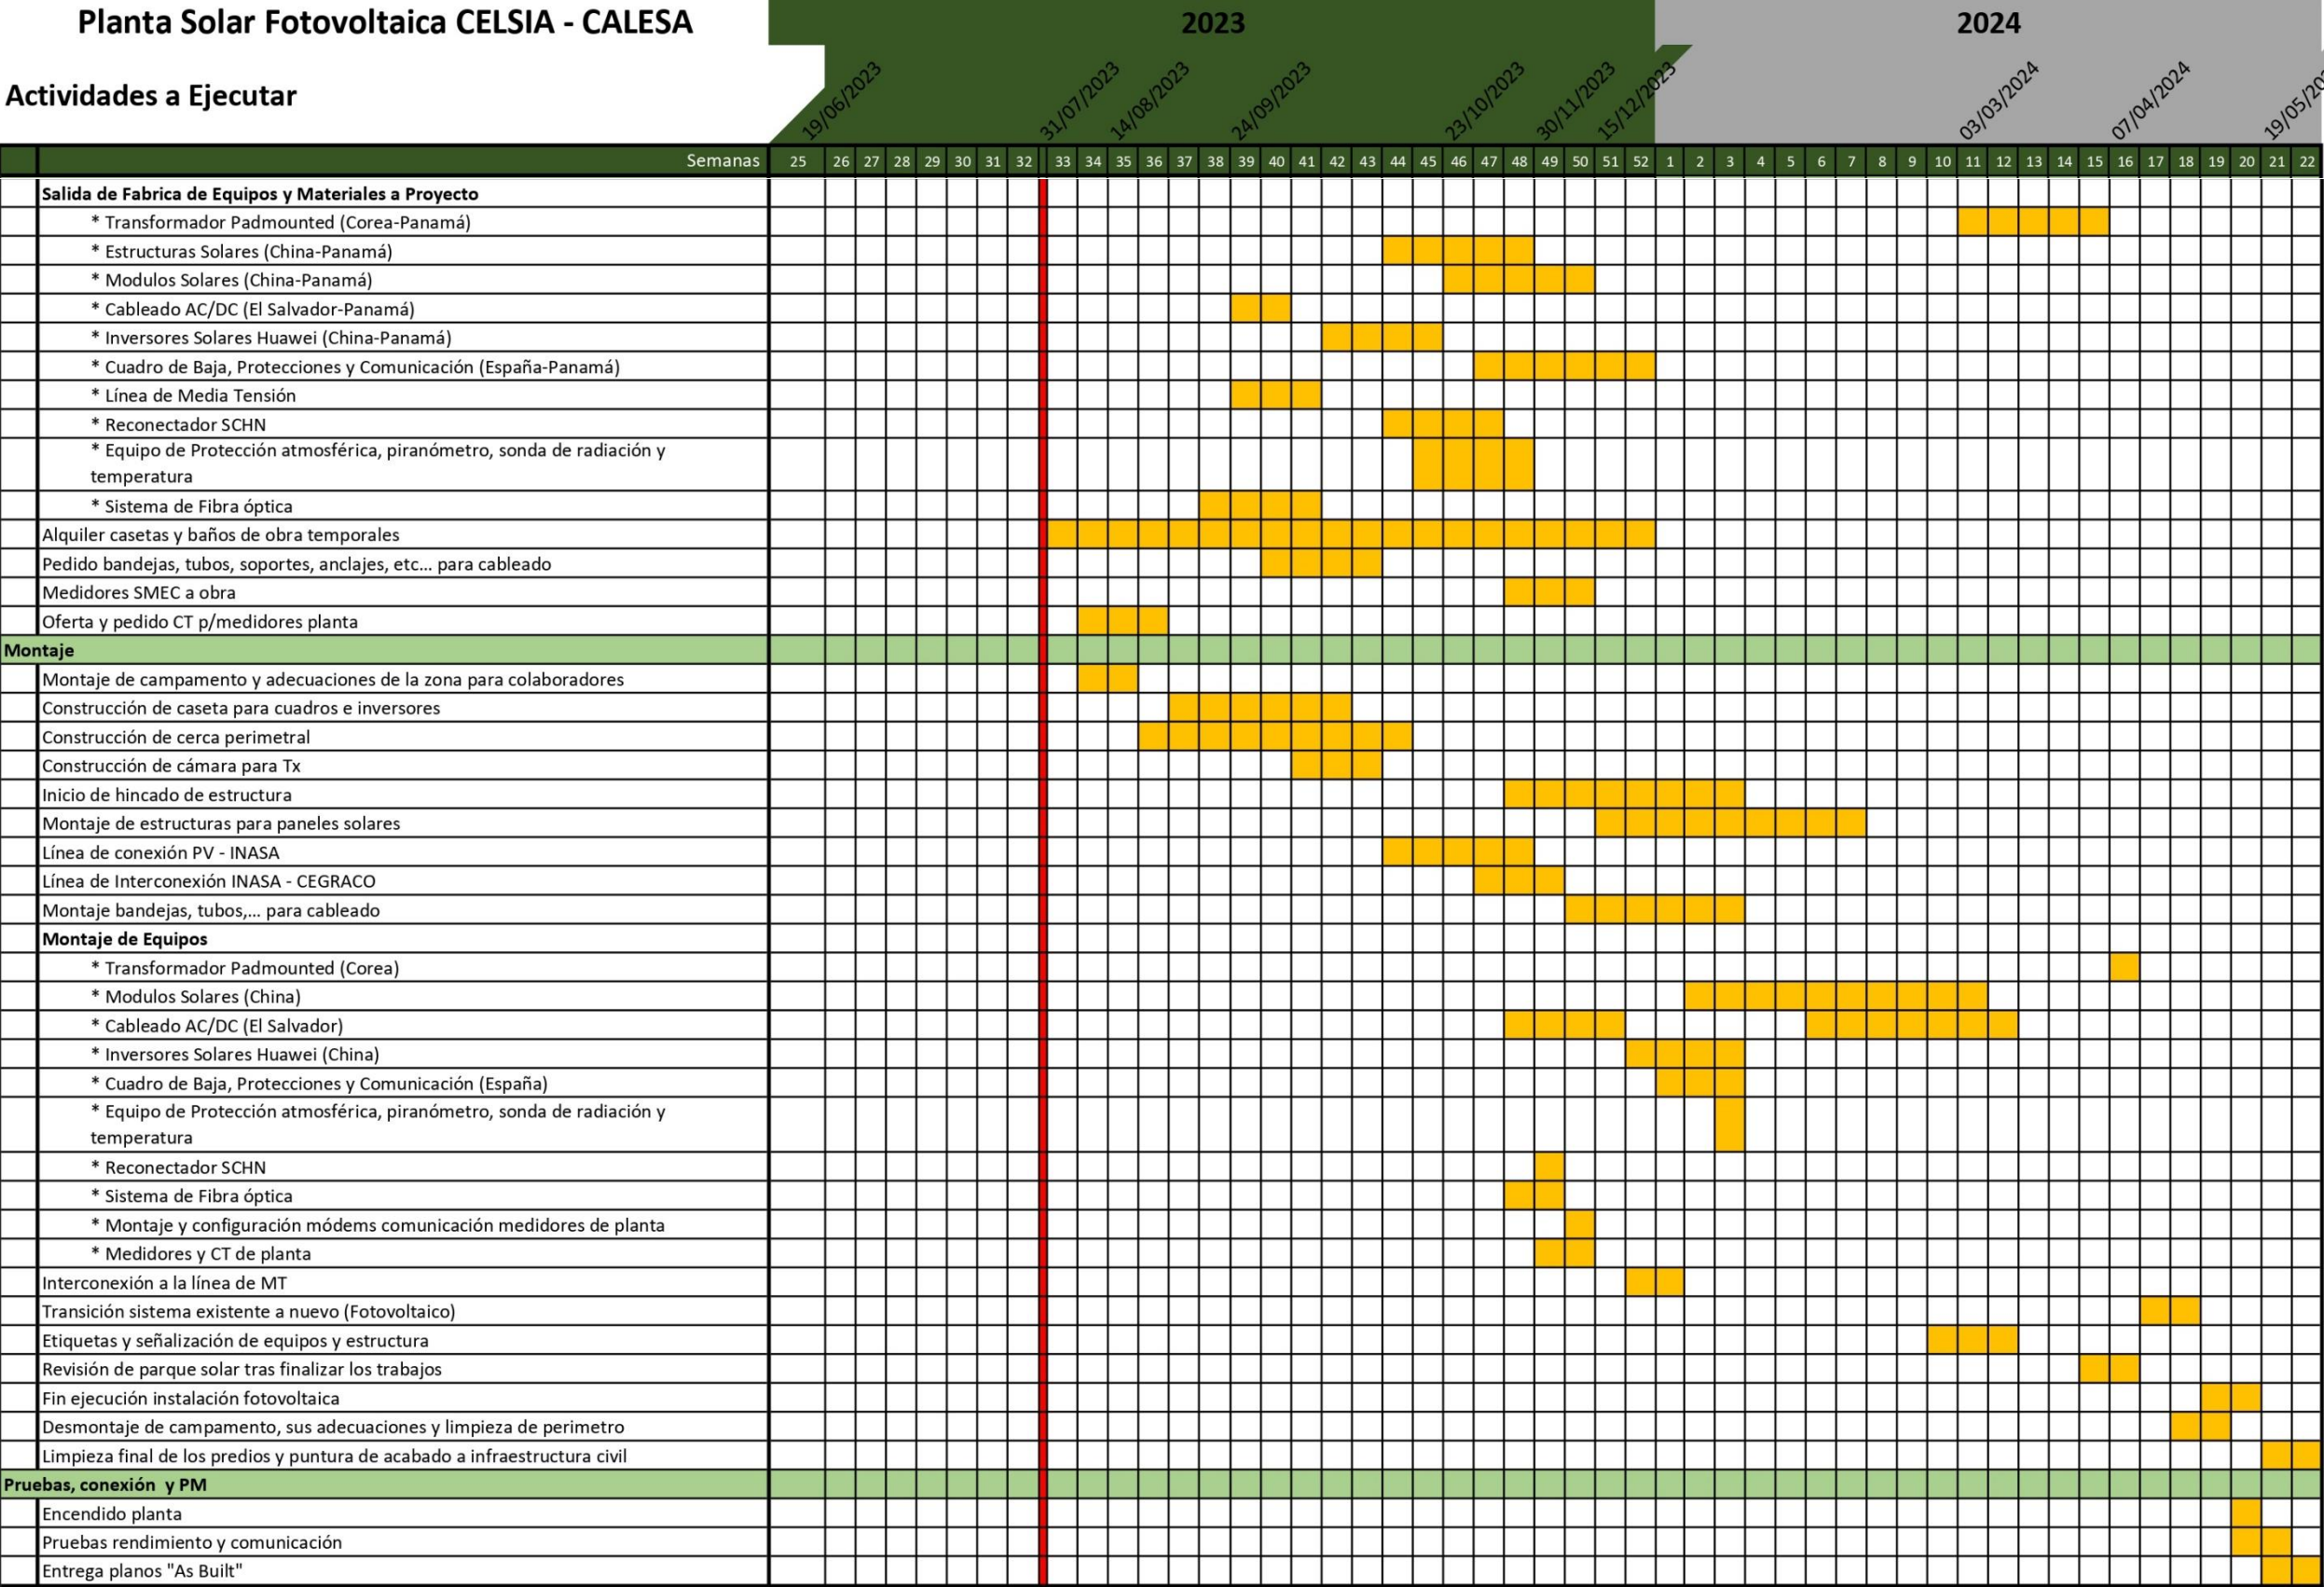 Planta Solar Fotovoltaica CELSIA - CALESA
2023
2024
Actividades a Ejecutar
19/06/2023
31/07/2023
14/08/2023
24/09/2023
23/10/2023
30/11/2023
15/12/2023
03/03/2024
07/04/2024
19/05/20
Semanas 25 26 27 28 29 30 31 32 33 34 35 36 37 38 39 40 41 42 43 44 45 46 47 48 49 50 51 52 1 2 3 4 5 6 7 8 9 10 11 12 13 14 15 16 17 18 19 20 21 22
Salida de Fabrica de Equipos y Materiales a Proyecto
* Transformador Padmounted (Corea-Panamá)
* Estructuras Solares (China-Panamá)
* Modulos Solares (China-Panamá)
* Cableado AC/DC (El Salvador-Panamá)
* Inversores Solares Huawei (China-Panamá)
* Cuadro de Baja, Protecciones y Comunicación (España-Panamá)
* Línea de Media Tensión
* Reconectador SCHN
* Equipo de Protección atmosférica, piranómetro, sonda de radiación y
temperatura
* Sistema de Fibra óptica
Alquiler casetas y baños de obra temporales
Pedido bandejas, tubos, soportes, anclajes, etc... para cableado
Medidores SMEC a obra
Oferta y pedido CT p/medidores planta
Montaje
Montaje de campamento y adecuaciones de la zona para colaboradores
Construcción de caseta para cuadros e inversores
Construcción de cerca perimetral
Construcción de cámara para Tx
Inicio de hincado de estructura
Montaje de estructuras para paneles solares
Línea de conexión PV - INASA
Línea de Interconexión INASA - CEGRACO
Montaje bandejas, tubos,... para cableado
Montaje de Equipos
* Transformador Padmounted (Corea)
* Modulos Solares (China)
* Cableado AC/DC (El Salvador)
* Inversores Solares Huawei (China)
* Cuadro de Baja, Protecciones y Comunicación (España)
* Equipo de Protección atmosférica, piranómetro, sonda de radiación y
temperatura
* Reconectador SCHN
* Sistema de Fibra óptica
* Montaje y configuración módems comunicación medidores de planta
* Medidores y CT de planta
Interconexión a la línea de MT
Transición sistema existente a nuevo (Fotovoltaico)
Etiquetas y señalización de equipos y estructura
Revisión de parque solar tras finalizar los trabajos
Fin ejecución instalación fotovoltaica
Desmontaje de campamento, sus adecuaciones y limpieza de perimetro
Limpieza final de los predios y puntura de acabado a infraestructura civil
Pruebas, conexión  y PM
Encendido planta
Pruebas rendimiento y comunicación
Entrega planos "As Built"